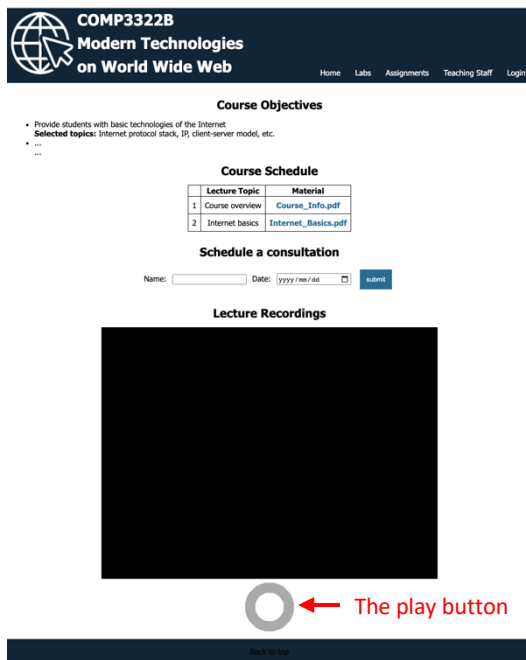 COMP3322B
Modern Technologies
on World Wide Web
Home Labs Assignments Teaching Staff Login
Course Objectives
• Provide students with basic technologies of the Internet
Selected topics: Internet protocol stack, IP, client-server model, etc.
• ...
...
Course Schedule
Lecture Topic Material
1 Course overview Course_Info.pdf
2 Internet basics Internet_Basics.pdf
Schedule a consultation
Name: Date: yyyy/mm/dd submit
Lecture Recordings
The play button
Back to top